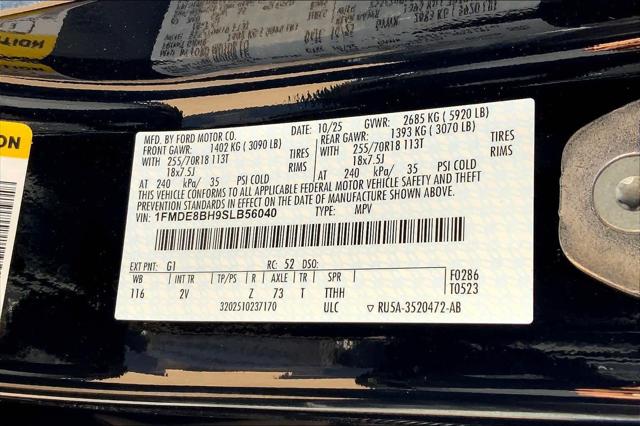 MFD. BY FORD MOTOR CO.
DATE: 10/25 GVWR: 2685 KG (5920 LB)
FRONT GAWR: 1402 KG (3090 LB)
REAR GAWR: 1393 KG (3070 LB)
WITH 255/70R18 113T TIRES
WITH 255/70R18 113T TIRES
18x7.5J RIMS
18x7.5J RIMS
AT 240 kPa/ 35 PSI COLD
AT 240 kPa/ 35 PSI COLD
THIS VEHICLE CONFORMS TO ALL APPLICABLE FEDERAL MOTOR VEHICLE SAFETY AND THEFT
PREVENTION STANDARDS IN EFFECT ON THE DATE OF MANUFACTURE SHOWN ABOVE.
VIN: 1FMDE8BH9SLB56040 TYPE: MPV
EXT PNT: G1 RC: 52 DSO:
WB INT TR TP/PS R AXLE TR SPR
116 2V Z 73 T TTHH
F0286
T0523
3202510237170 ULC ▽ RU5A-3520472-AB
ON